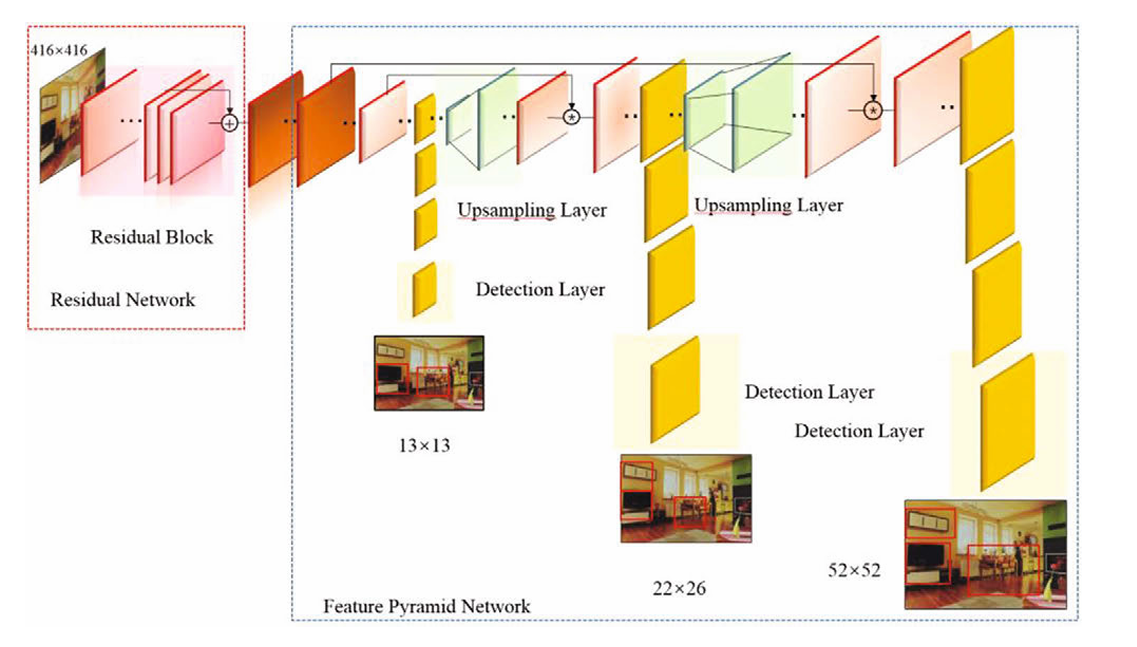 416×416
Residual Block
Residual Network
Upsampling Layer
Upsampling Layer
Detection Layer
13×13
Detection Layer
Detection Layer
22×26
52×52
Feature Pyramid Network